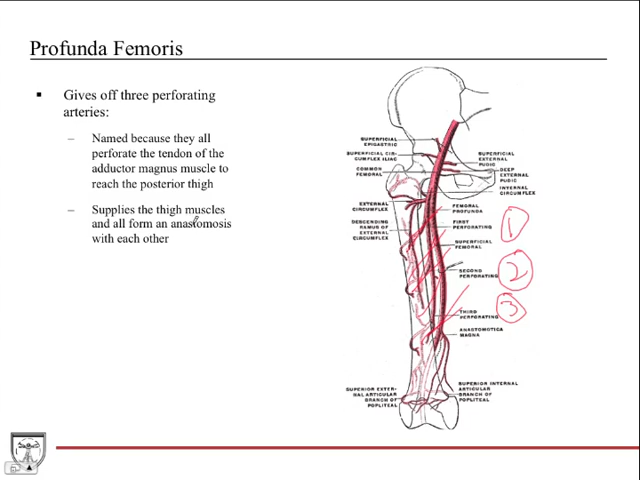 Profunda Femoris
▪ Gives off three perforating
arteries:
– Named because they all
perforate the tendon of the
adductor magnus muscle to
reach the posterior thigh
– Supplies the thigh muscles
and all form an anastomosis
with each other
SUPERFICIAL
EPIGASTRIC
SUPERFICIAL CIR-
CUMFLEX ILIAC
COMMON
FEMORAL
SUPERFICIAL
EXTERNAL
PUDIC
DEEP
EXTERNAL
PUDIC
INTERNAL
CIRCUMFLEX
EXTERNAL
CIRCUMFLEX
DESCENDING
RAMUS OF
EXTERNAL
CIRCUMFLEX
FEMORAL
PROFUNDA
FIRST
PERFORATING
1
SUPERFICIAL
FEMORAL
SECOND
PERFORATING
2
THIRD
PERFORATING
3
ANASTOMOTICA
MAGNA
SUPERIOR EXTER-
NAL ARTICULAR
BRANCH OF
POPLITEAL
SUPERIOR INTERNAL
ARTICULAR
BRANCH OF
POPLITEAL